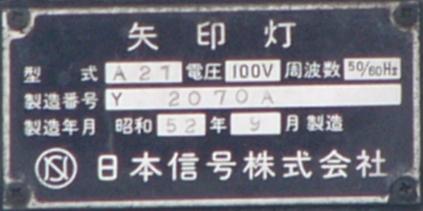 矢印灯
型式 A21 電圧 100V 周波数 50/60Hz
製造番号 Y 2070A
製造年月 昭和 52 年 9 月 製造
日本信号株式会社